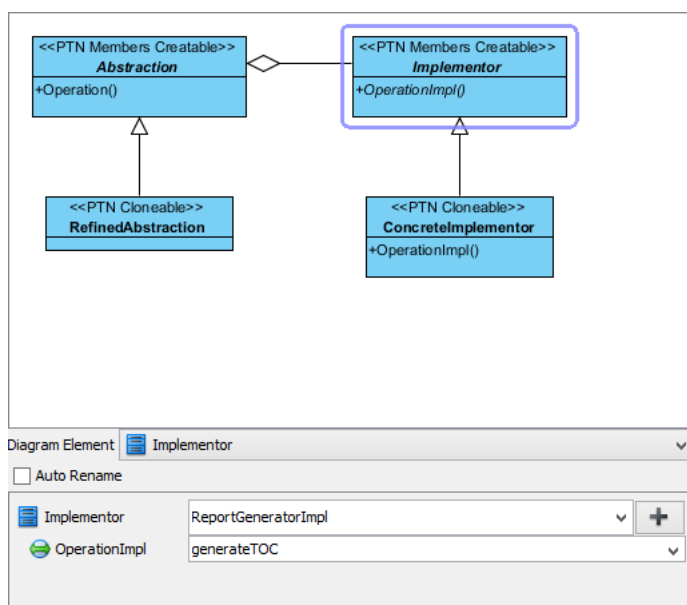 <<PTN Members Creatable>>
Abstraction
+Operation()
<<PTN Members Creatable>>
Implementor
+OperationImpl()
<<PTN Cloneable>>
RefinedAbstraction
<<PTN Cloneable>>
ConcreteImplementor
+OperationImpl()
Diagram Element Implementor
Auto Rename
Implementor ReportGeneratorImpl
OperationImpl generateTOC